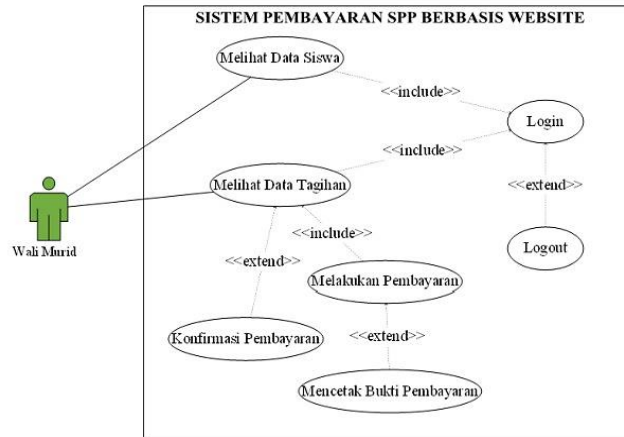 SISTEM PEMBAYARAN SPP BERBASIS WEBSITE
Melihat Data Siswa
<<include>>
Login
<<include>>
Melihat Data Tagihan
<<extend>>
<<include>>
Wali Murid
Logout
<<extend>>
Melakukan Pembayaran
Konfirmasi Pembayaran
<<extend>>
Mencetak Bukti Pembayaran